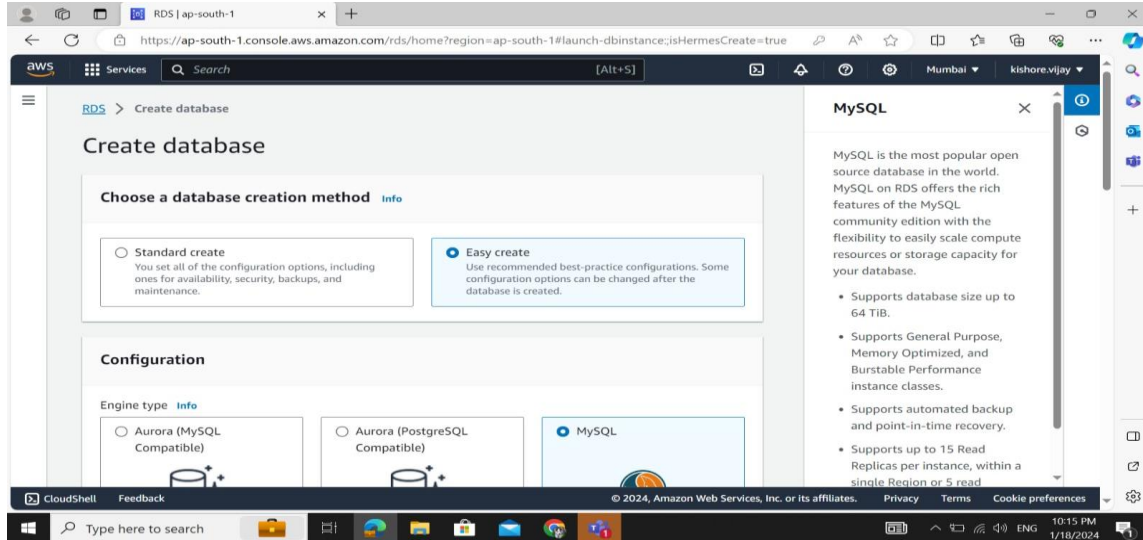 RDS | ap-south-1
https://ap-south-1.console.aws.amazon.com/rds/home?region=ap-south-1#launch-dbinstance:;isHermesCreate=true
aws
Services
Search
[Alt+S]
Mumbai
kishore.vijay
RDS > Create database
Create database
Choose a database creation method Info
Standard create
You set all of the configuration options, including
ones for availability, security, backups, and
maintenance.
Easy create
Use recommended best-practice configurations. Some
configuration options can be changed after the
database is created.
Configuration
Engine type Info
Aurora (MySQL
Compatible)
Aurora (PostgreSQL
Compatible)
MySQL
MySQL
MySQL is the most popular open
source database in the world.
MySQL on RDS offers the rich
features of the MySQL
community edition with the
flexibility to easily scale compute
resources or storage capacity for
your database.
• Supports database size up to
64 TiB.
• Supports General Purpose,
Memory Optimized, and
Burstable Performance
instance classes.
• Supports automated backup
and point-in-time recovery.
• Supports up to 15 Read
Replicas per instance, within a
single Region or 5 read
CloudShell
Feedback
© 2024, Amazon Web Services, Inc. or its affiliates.
Privacy
Terms
Cookie preferences
Type here to search
ENG
10:15 PM
1/18/2024